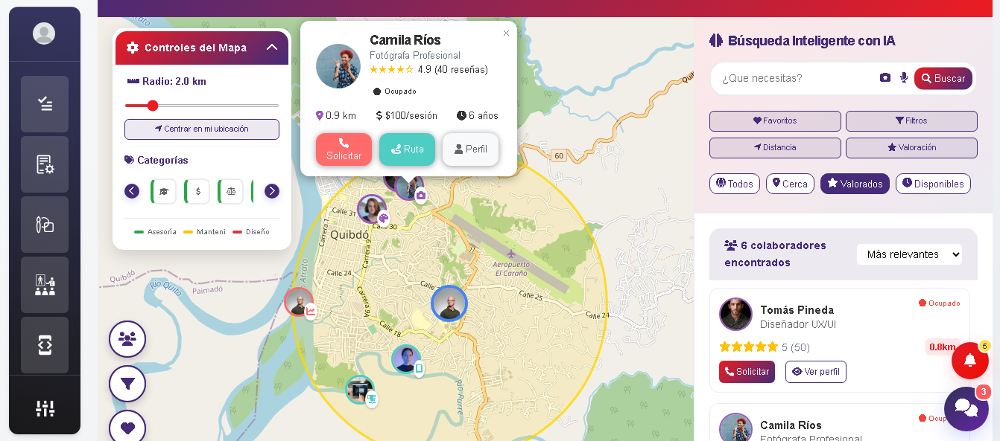 Controles del Mapa
Radio: 2.0 km
Centrar en mi ubicación
Categorías
$
Asesoría
Manteni
Diseño
Camila Ríos
×
Fotógrafa Profesional
4.9 (40 reseñas)
Ocupado
0.9 km
$ $100/sesión
6 años
Solicitar
Ruta
Perfil
60
Calle 31
Calle 30
Carrera 1
Carrera 9
Quibdó
Aeropuerto
El Caraño
Calle 24
Calle 25
Calle 24
Carrera 9A
Calle 18
Río Atrato
Río Quito
Quibdó
Paimadó
Búsqueda Inteligente con IA
¿Que necesitas?
Buscar
Favoritos
Filtros
Distancia
Valoración
Todos
Cerca
Valorados
Disponibles
6 colaboradores
encontrados
Más relevantes
Tomás Pineda
Diseñador UX/UI
Ocupado
5 (50)
0.8km
Solicitar
Ver perfil
5
3
Camila Ríos
Fotógrafa Profesional